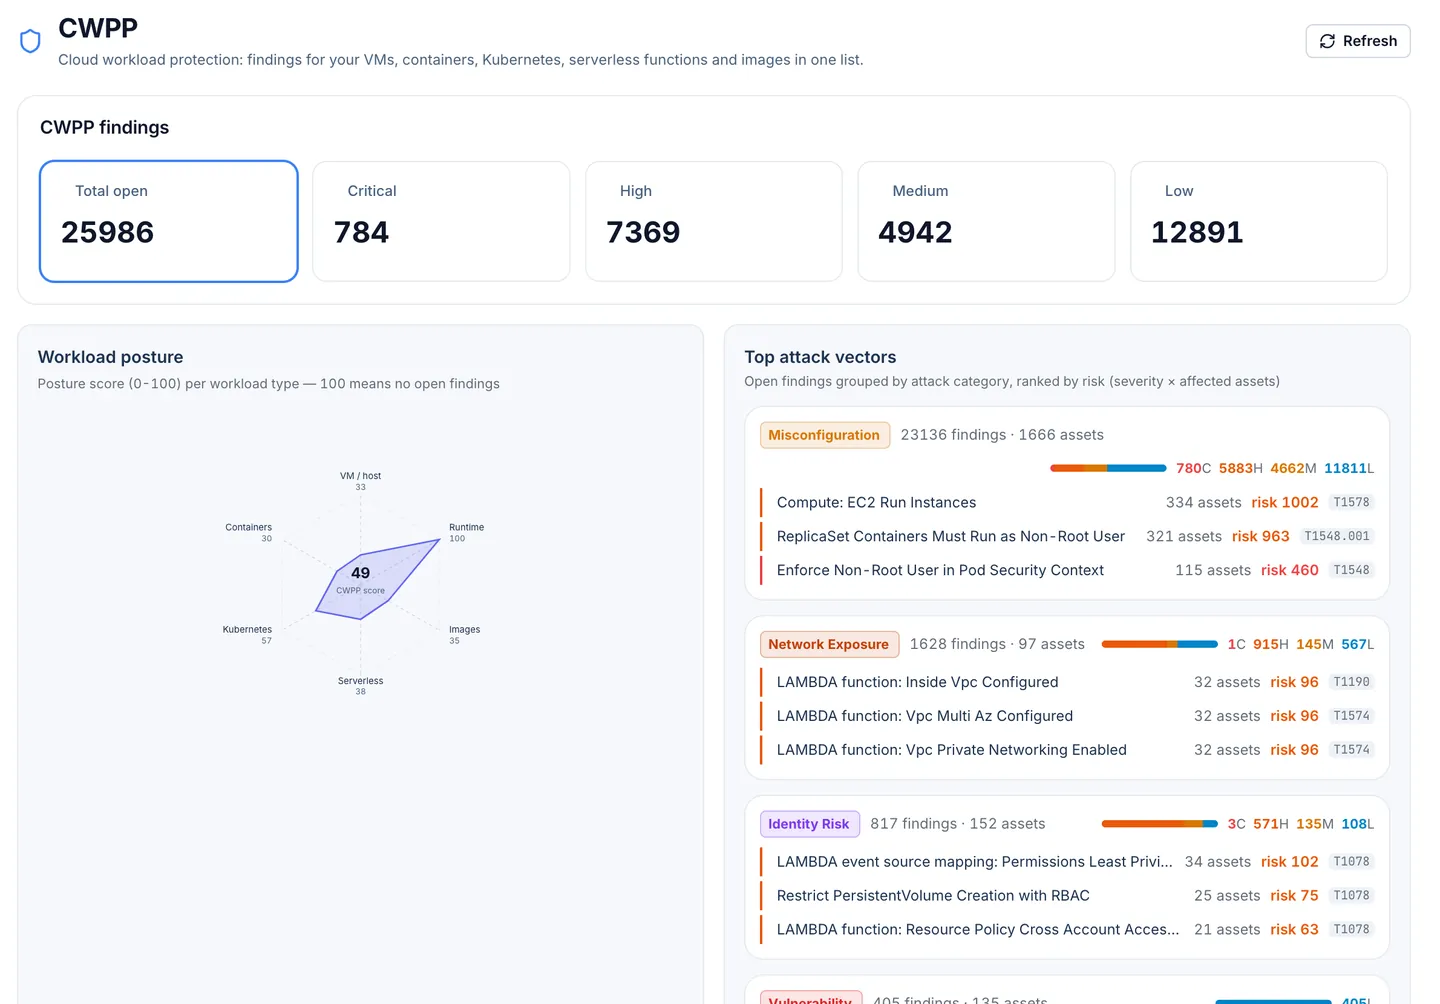 CWPP
Cloud workload protection: findings for your VMs, containers, Kubernetes, serverless functions and images in one list.
Refresh
CWPP findings
Total open
25986
Critical
784
High
7369
Medium
4942
Low
12891
Workload posture
Posture score (0-100) per workload type — 100 means no open findings
VM / host
33
Containers
30
Runtime
100
49
CWPP score
Kubernetes
57
Images
35
Serverless
38
Top attack vectors
Open findings grouped by attack category, ranked by risk (severity × affected assets)
Misconfiguration 23136 findings · 1666 assets
780C 5883H 4662M 11811L
Compute: EC2 Run Instances 334 assets risk 1002 T1578
ReplicaSet Containers Must Run as Non-Root User 321 assets risk 963 T1548.001
Enforce Non-Root User in Pod Security Context 115 assets risk 460 T1548
Network Exposure 1628 findings · 97 assets 1C 915H 145M 567L
LAMBDA function: Inside Vpc Configured 32 assets risk 96 T1190
LAMBDA function: Vpc Multi Az Configured 32 assets risk 96 T1574
LAMBDA function: Vpc Private Networking Enabled 32 assets risk 96 T1574
Identity Risk 817 findings · 152 assets 3C 571H 135M 108L
LAMBDA event source mapping: Permissions Least Privi... 34 assets risk 102 T1078
Restrict PersistentVolume Creation with RBAC 25 assets risk 75 T1078
LAMBDA function: Resource Policy Cross Account Acces... 21 assets risk 63 T1078
Vulnerability 405 findings · 135 assets 405L